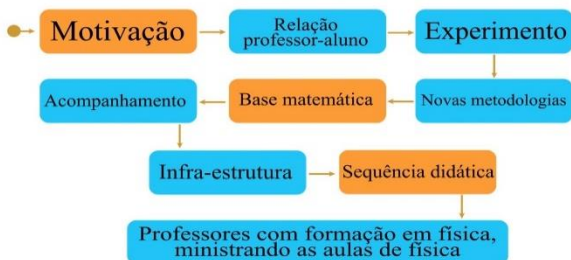 Motivação
Relação
professor-aluno
Experimento
Novas metodologias
Base matemática
Acompanhamento
Infra-estrutura
Sequência didática
Professores com formação em física,
ministrando as aulas de física